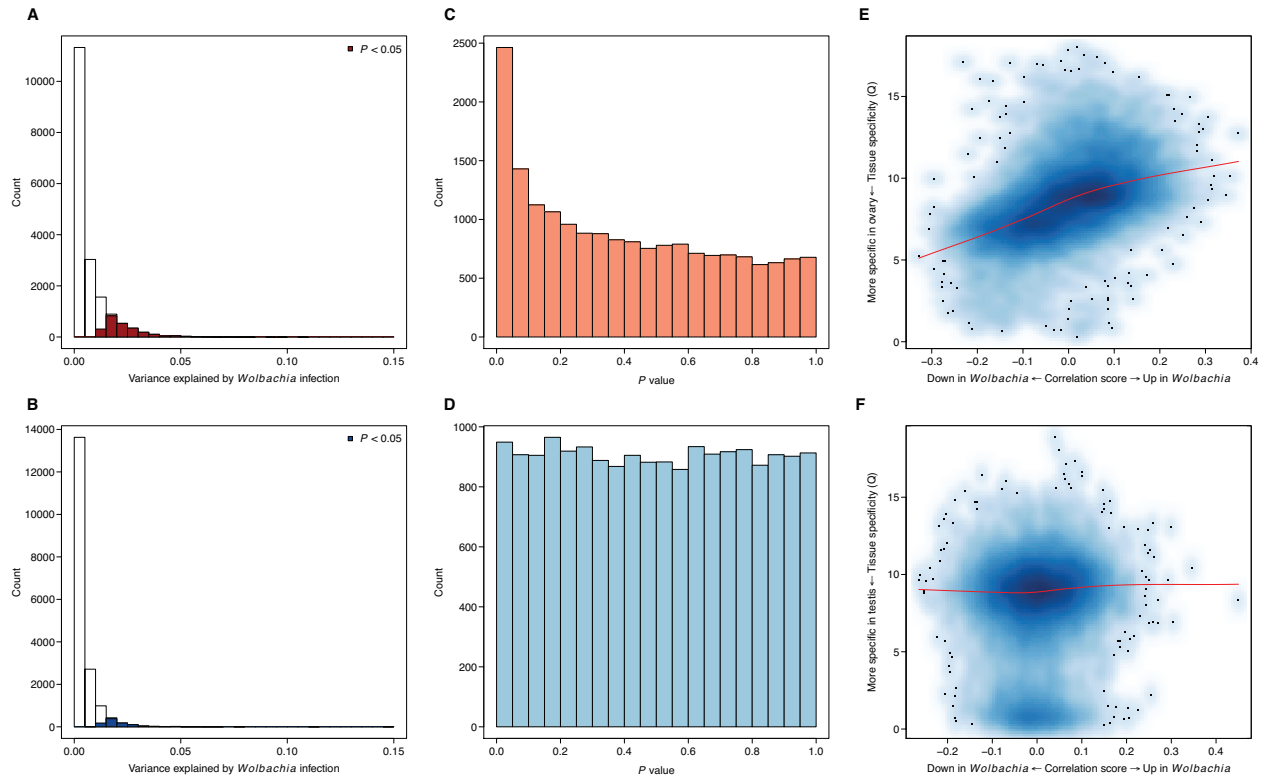 A
P < 0.05
10000
8000
6000
4000
2000
0
Count
0.00 0.05 0.10 0.15
Variance explained by Wolbachia infection
B
P < 0.05
14000
12000
10000
8000
6000
4000
2000
0
Count
0.00 0.05 0.10 0.15
Variance explained by Wolbachia infection
C
2500
2000
1500
1000
500
0
Count
0.0 0.2 0.4 0.6 0.8 1.0
P value
D
1000
800
600
400
200
0
Count
0.0 0.2 0.4 0.6 0.8 1.0
P value
E
15
10
5
0
More specific in ovary ← Tissue specificity (Q)
−0.3 −0.2 −0.1 0.0 0.1 0.2 0.3 0.4
Down in Wolbachia ← Correlation score → Up in Wolbachia
F
15
10
5
0
More specific in testis ← Tissue specificity (Q)
−0.2 −0.1 0.0 0.1 0.2 0.3 0.4
Down in Wolbachia ← Correlation score → Up in Wolbachia